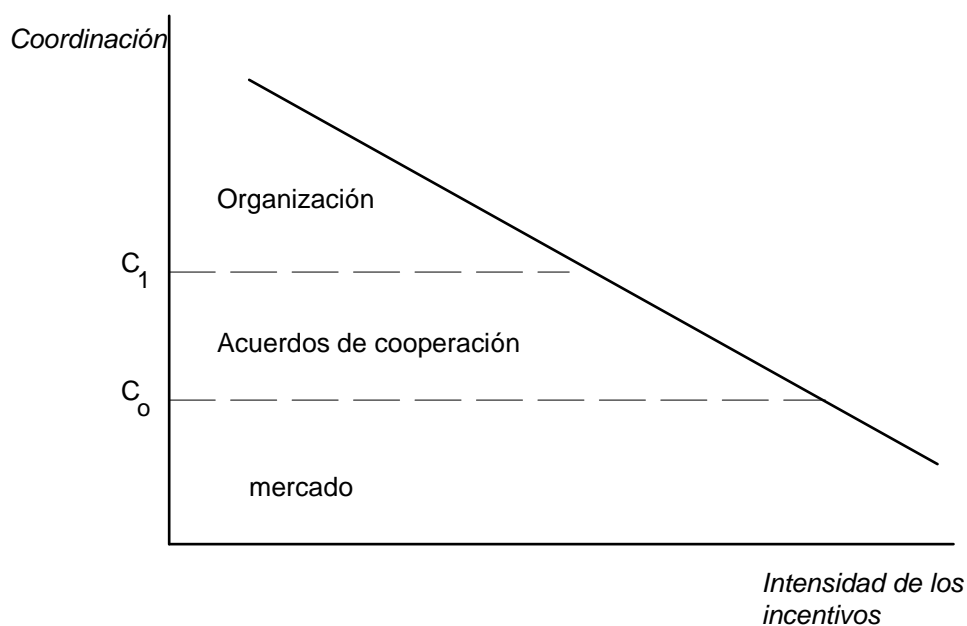 Coordinación
Organización
C1
Acuerdos de cooperación
Co
mercado
Intensidad de los
incentivos